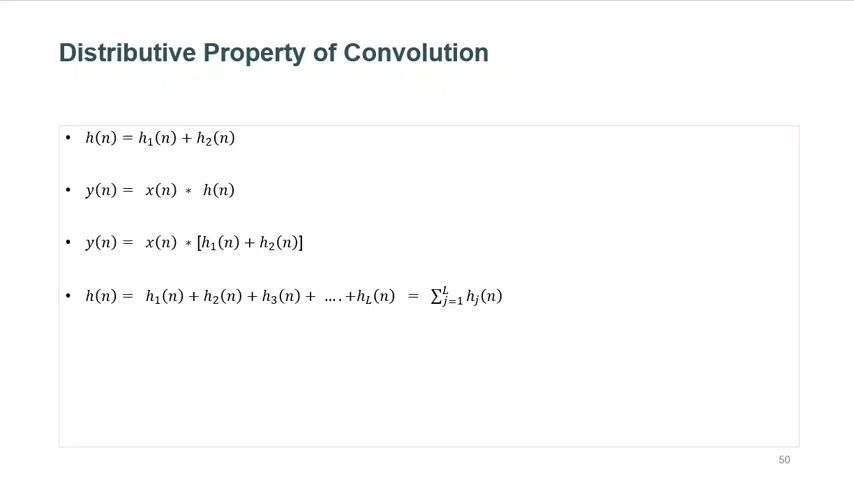 Distributive Property of Convolution
• h(n) = h₁(n) + h₂(n)
• y(n) = x(n) * h(n)
• y(n) = x(n) * [h₁(n) + h₂(n)]
• h(n) = h₁(n) + h₂(n) + h₃(n) + .... +h_L(n) = ∑_{j=1}^{L} h_j(n)
50